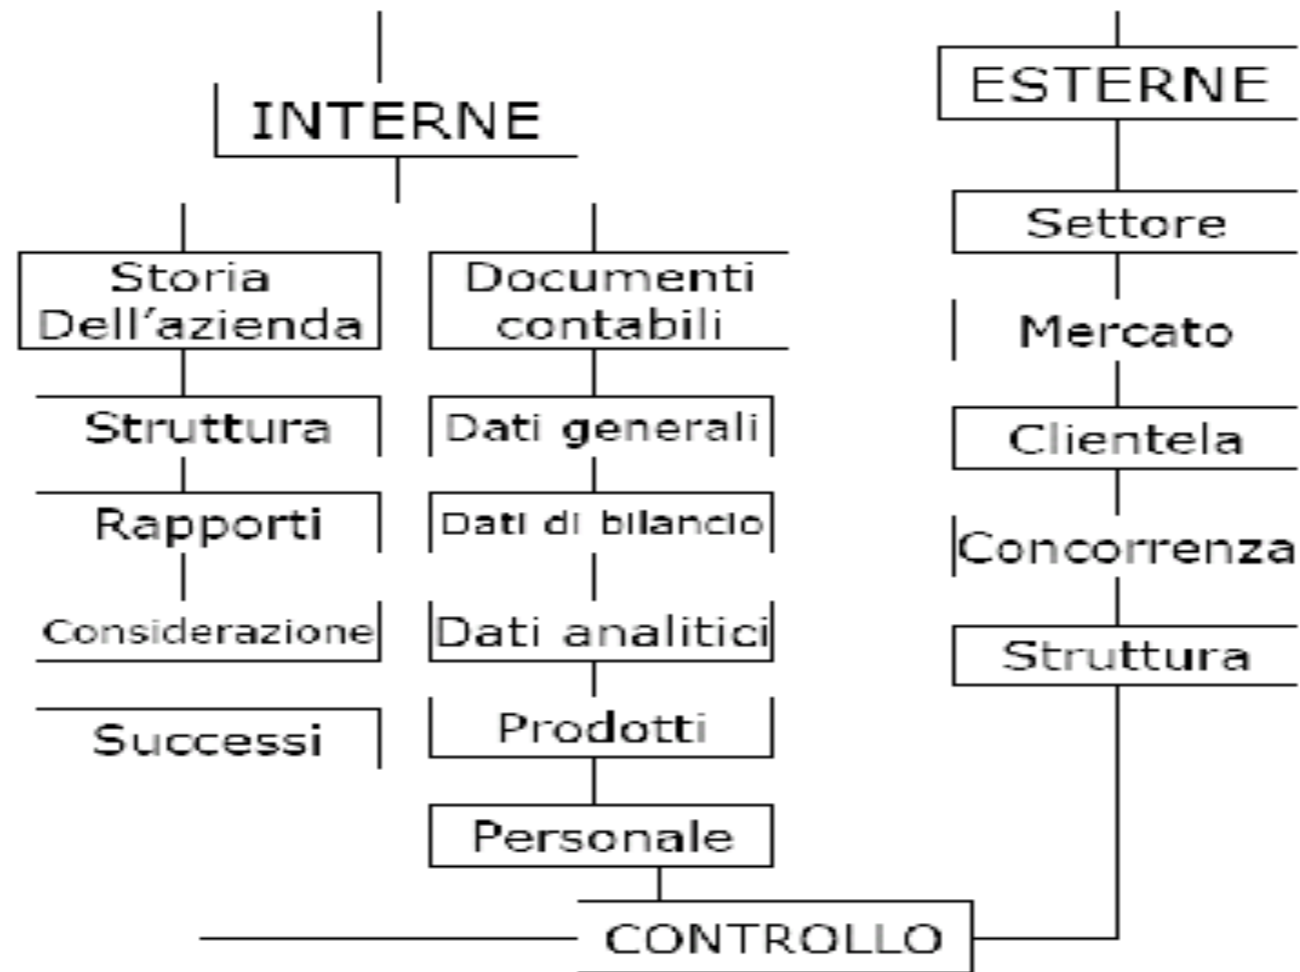 INTERNE
Storia
Dell’azienda
Struttura
Rapporti
Considerazione
Successi
Documenti
contabili
Dati generali
Dati di bilancio
Dati analitici
Prodotti
Personale
ESTERNE
Settore
Mercato
Clientela
Concorrenza
Struttura
CONTROLLO